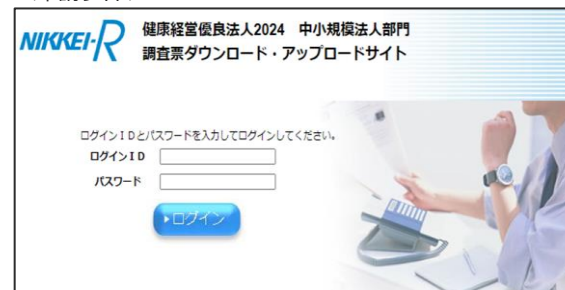 NIKKEI-R
健康経営優良法人2024 中小規模法人部門
調査票ダウンロード・アップロードサイト
ログインIDとパスワードを入力してログインしてください。
ログインID
パスワード
ログイン